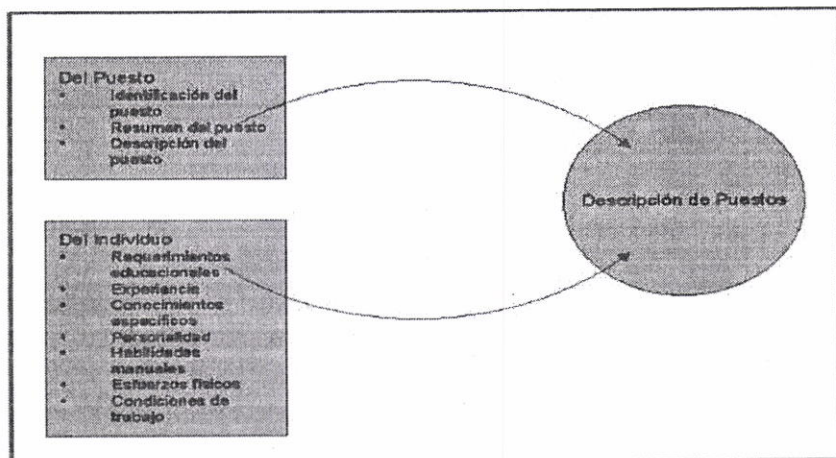 Del Puesto
• Identificación del
puesto
• Resumen del puesto
• Descripción del
puesto
Descripción de Puestos
Del Individuo
• Requerimientos
educacionales
• Experiencia
• Conocimientos
específicos
• Personalidad
• Habilidades
manuales
• Esfuerzos físicos
• Condiciones de
trabajo